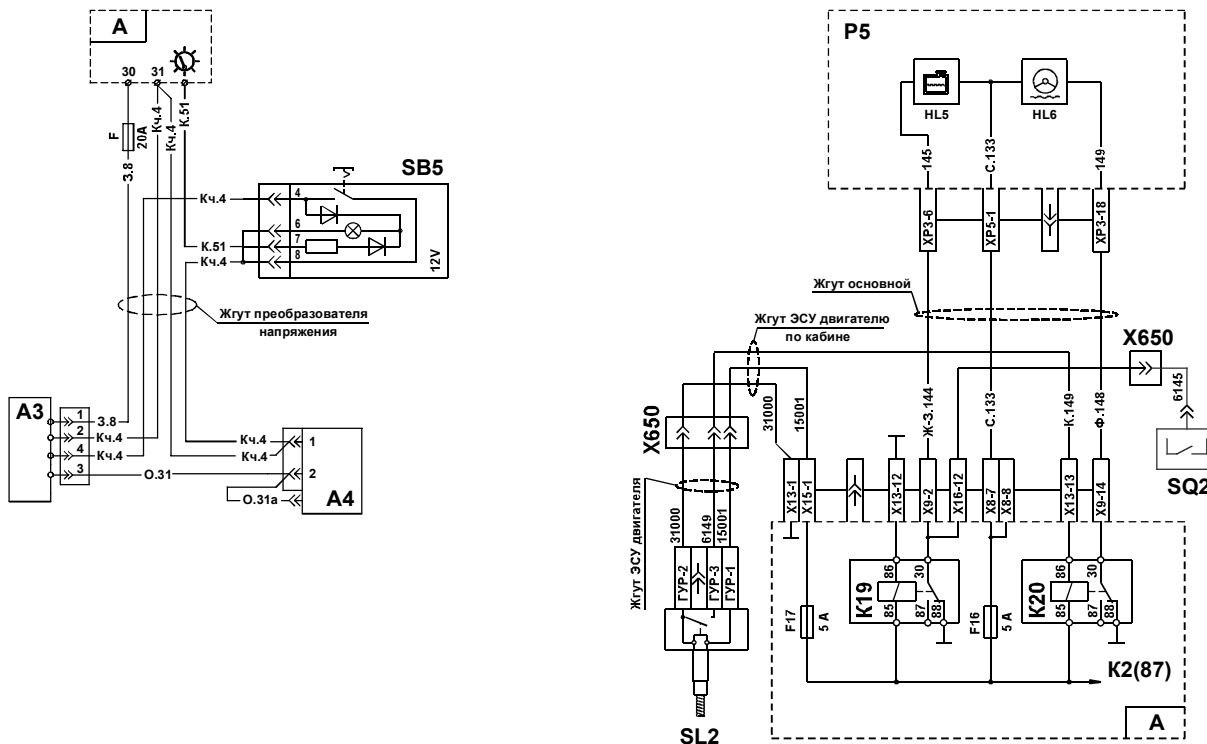 A
30
31
F
20A
З.8
Кч.4
Кч.4
К.51
SB5
Кч.4
К.51
Кч.4
4
6
7
8
12V
Жгут преобразователя
напряжения
A3
1
2
4
3
З.8
Кч.4
Кч.4
О.31
Кч.4
Кч.4
О.31а
1
2
A4
P5
HL5
HL6
145
С.133
149
XP3-6
XP5-1
XP3-18
Жгут основной
Жгут ЭСУ двигателю
по кабине
X650
X650
6145
SQ2
31000
15001
Ж-З.144
С.133
К.149
Ф.148
Жгут ЭСУ двигателя
31000
6149
15001
ГУР-2
ГУР-3
ГУР-1
SL2
X13-1
X15-1
X13-12
X9-2
X16-12
X8-7
X8-8
X13-13
X9-14
F17
5 А
K19
86
30
85
87
88
F16
5 А
K20
86
30
85
87
88
К2(87)
A